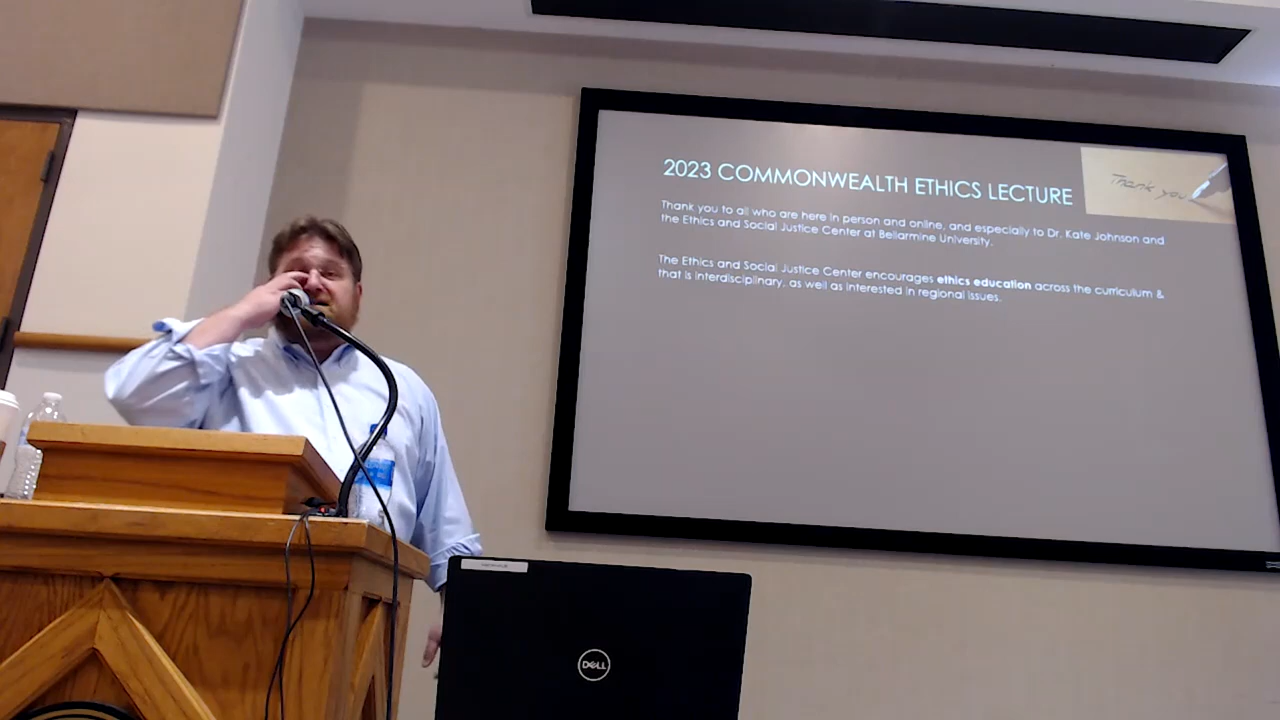 2023 COMMONWEALTH ETHICS LECTURE
Thank you
Thank you to all who are here in person and online, and especially to Dr. Kate Johnson and
the Ethics and Social Justice Center at Bellarmine University.
The Ethics and Social Justice Center encourages ethics education across the curriculum &
that is interdisciplinary, as well as interested in regional issues.
DELL